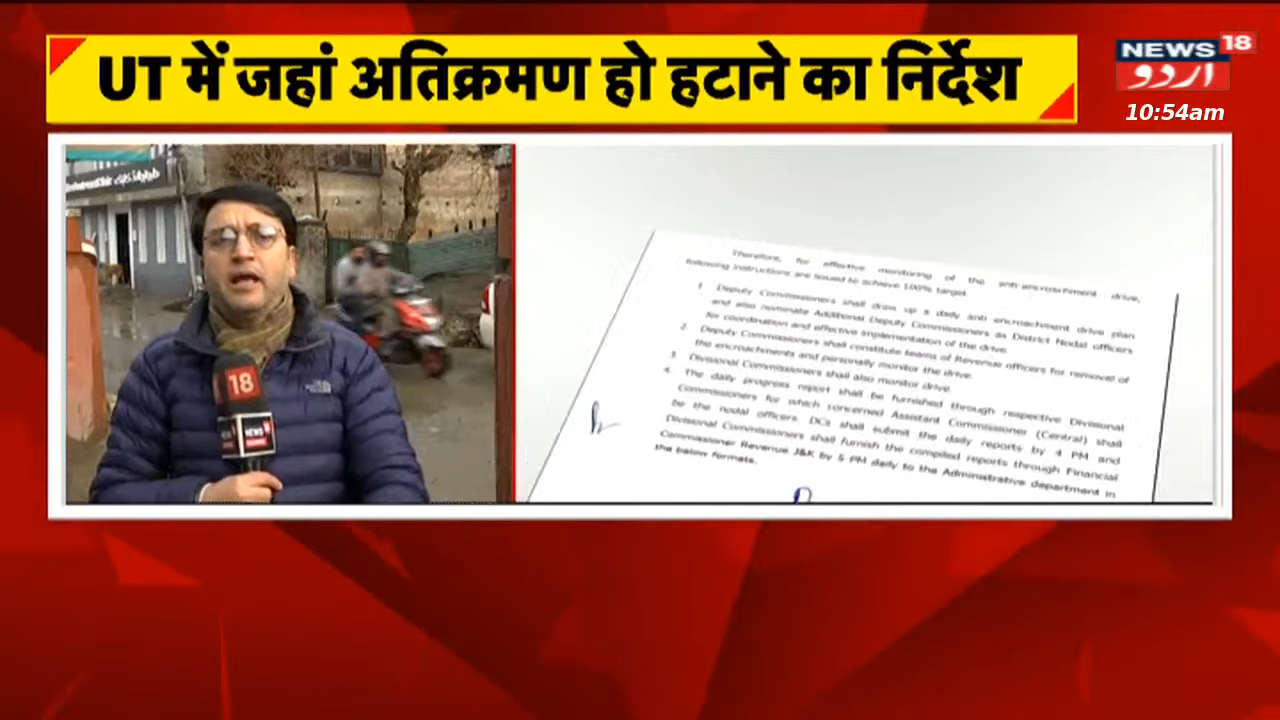 UT में जहां अतिक्रमण हो हटाने का निर्देश
NEWS 18
اردو
10:54am
18
NEWS
Therefore, for effective monitoring of the anti-encroachment drive,
following instructions are issued to achieve 100% target.
1. Deputy Commissioners shall draw up a daily anti encroachment drive plan
and also nominate Additional Deputy Commissioners as District Nodal officers
for coordination and effective implementation of the drive.
2. Deputy Commissioners shall constitute teams of Revenue officers for removal of
the encroachments and personally monitor the drive.
3. Divisional Commissioners shall also monitor drive.
4. The daily progress report shall be furnished through respective Divisional
Commissioners for which concerned Assistant Commissioner (Central) shall
be the nodal officers. DCs shall submit the daily reports by 4 PM and
Divisional Commissioners shall furnish the compiled reports through Financial
Commissioner Revenue J&K by 5 PM daily to the Administrative department in
the below formats.